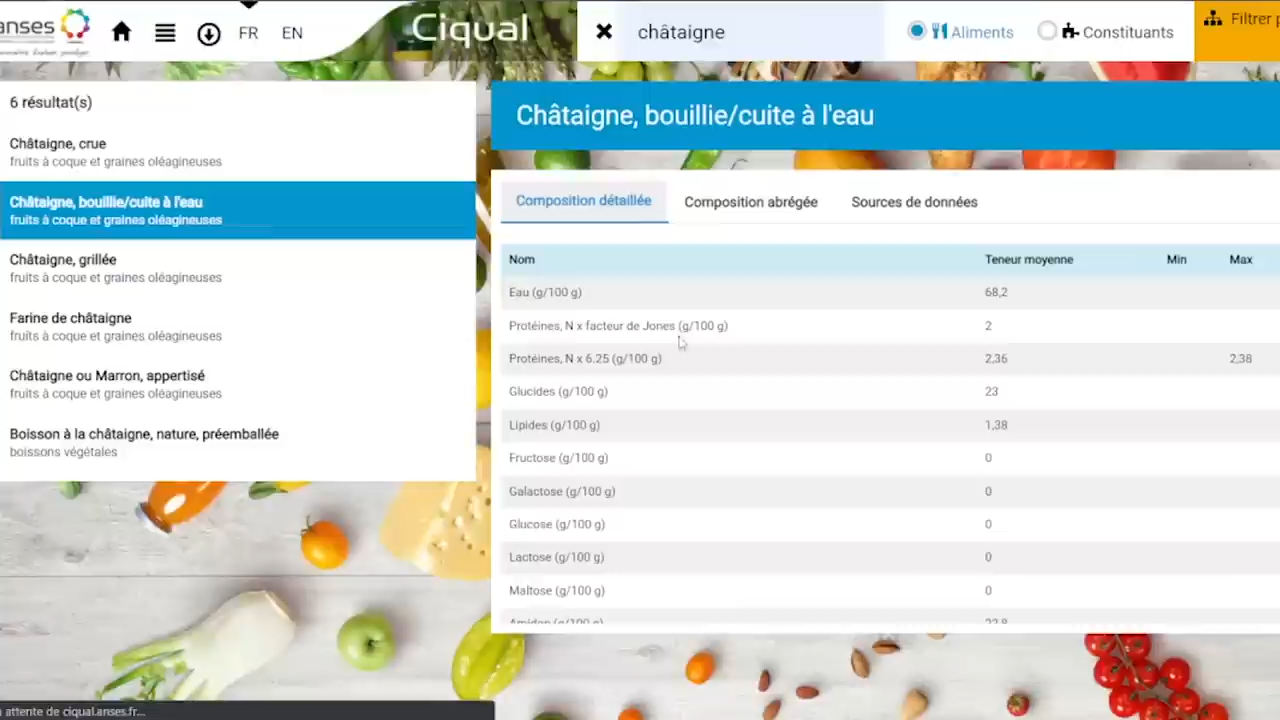 anses
FR
EN
Ciqual
châtaigne
Aliments
Constituants
Filtrer p
6 résultat(s)
Châtaigne, crue
fruits à coque et graines oléagineuses
Châtaigne, bouillie/cuite à l'eau
fruits à coque et graines oléagineuses
Châtaigne, grillée
fruits à coque et graines oléagineuses
Farine de châtaigne
fruits à coque et graines oléagineuses
Châtaigne ou Marron, appertisé
fruits à coque et graines oléagineuses
Boisson à la châtaigne, nature, préemballée
boissons végétales
Châtaigne, bouillie/cuite à l'eau
Composition détaillée Composition abrégée Sources de données
Nom Teneur moyenne Min Max
Eau (g/100 g) 68,2
Protéines, N x facteur de Jones (g/100 g) 2
Protéines, N x 6.25 (g/100 g) 2,36 2,38
Glucides (g/100 g) 23
Lipides (g/100 g) 1,38
Fructose (g/100 g) 0
Galactose (g/100 g) 0
Glucose (g/100 g) 0
Lactose (g/100 g) 0
Maltose (g/100 g) 0
Amidon (g/100 g) 22,8
attente de ciqual.anses.fr...